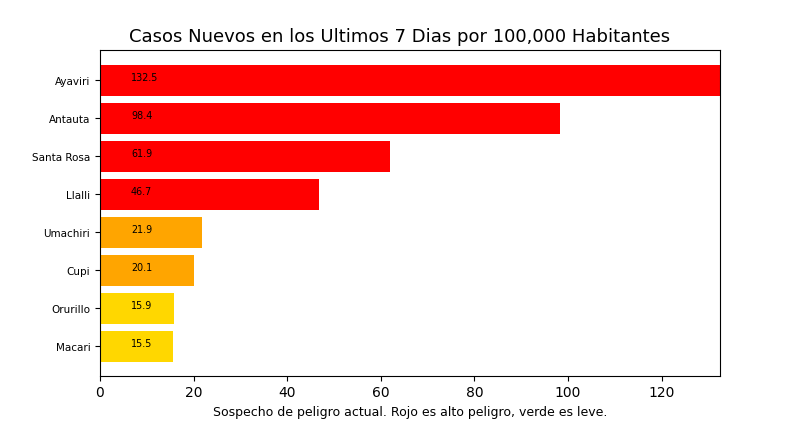 Casos Nuevos en los Ultimos 7 Dias por 100,000 Habitantes
Ayaviri 132.5
Antauta 98.4
Santa Rosa 61.9
Llalli 46.7
Umachiri 21.9
Cupi 20.1
Orurillo 15.9
Macari 15.5
0 20 40 60 80 100 120
Sospecho de peligro actual. Rojo es alto peligro, verde es leve.